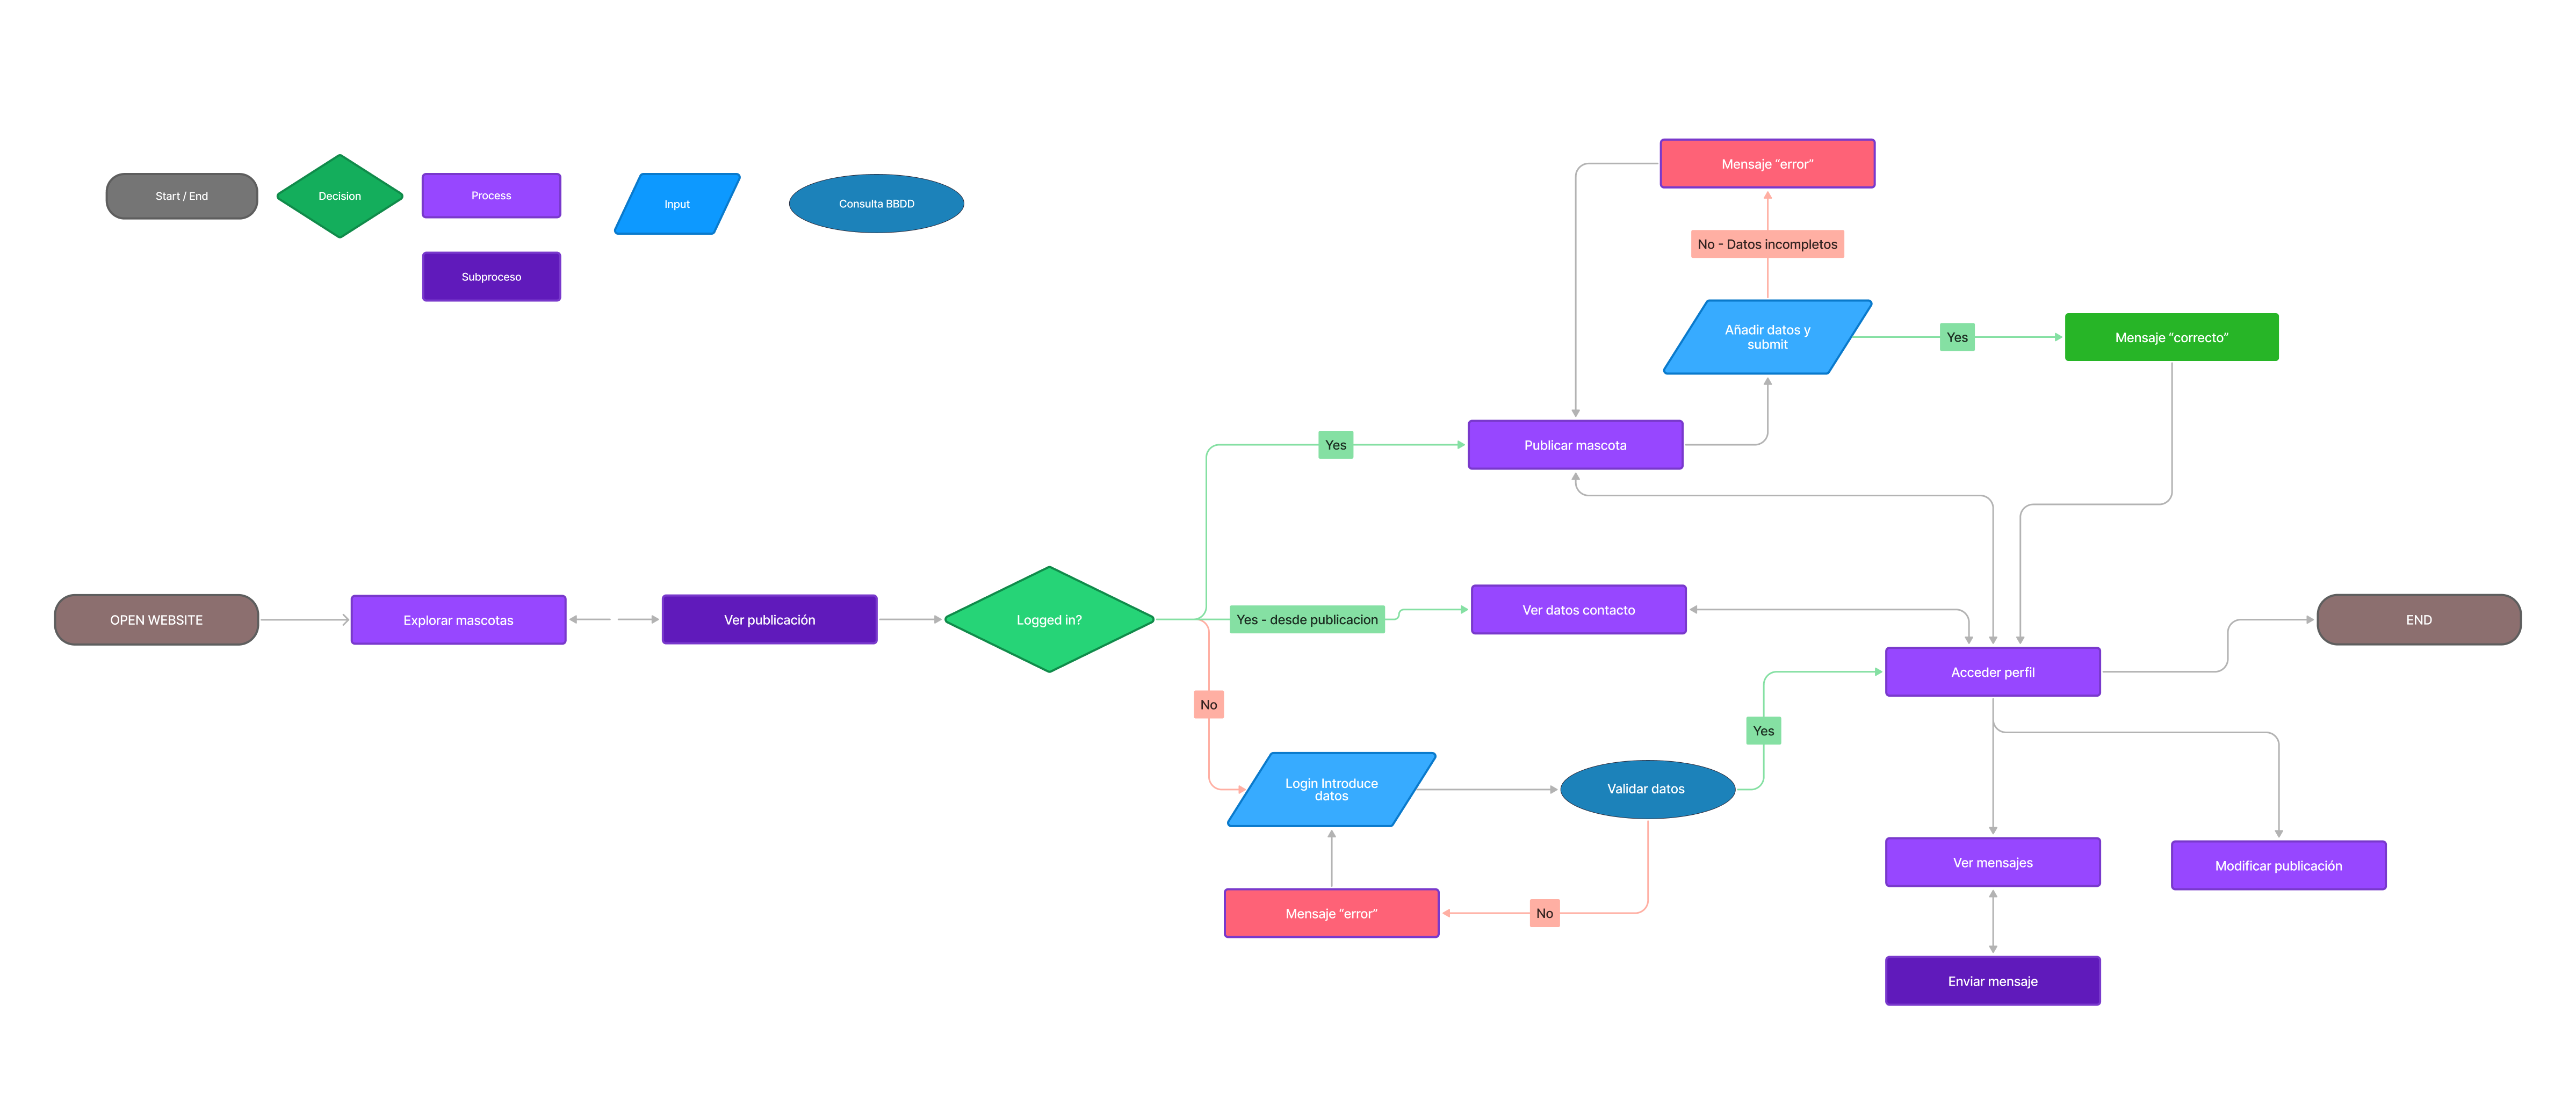 Start / End
Decision
Process
Input
Consulta BBDD
Subproceso
Mensaje “error”
No - Datos incompletos
Añadir datos y
submit
Yes
Mensaje “correcto”
Yes
Publicar mascota
OPEN WEBSITE
Explorar mascotas
Ver publicación
Logged in?
Yes - desde publicacion
Ver datos contacto
END
Acceder perfil
No
Yes
Login Introduce
datos
Validar datos
Ver mensajes
Modificar publicación
Mensaje “error”
No
Enviar mensaje